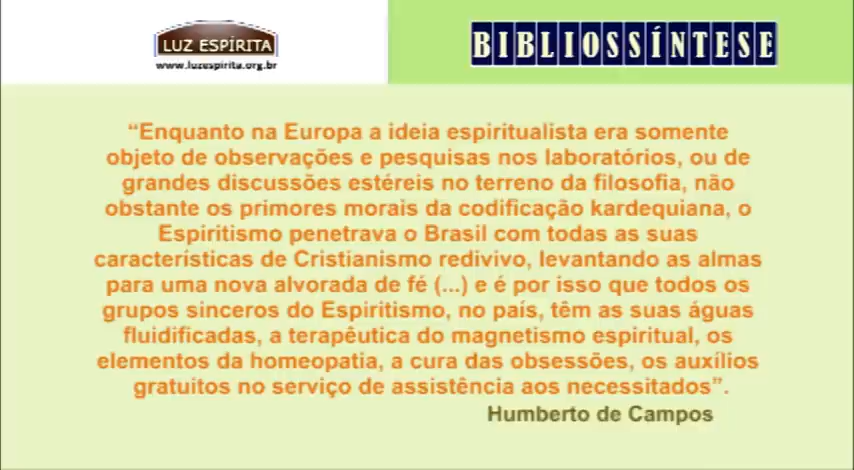 LUZ ESPÍRITA
www.luzespirita.org.br
BIBLIOSSÍNTESE
“Enquanto na Europa a ideia espiritualista era somente
objeto de observações e pesquisas nos laboratórios, ou de
grandes discussões estéreis no terreno da filosofia, não
obstante os primores morais da codificação kardequiana, o
Espiritismo penetrava o Brasil com todas as suas
características de Cristianismo redivivo, levantando as almas
para uma nova alvorada de fé (...) e é por isso que todos os
grupos sinceros do Espiritismo, no país, têm as suas águas
fluidificadas, a terapêutica do magnetismo espiritual, os
elementos da homeopatia, a cura das obsessões, os auxílios
gratuitos no serviço de assistência aos necessitados”.
Humberto de Campos